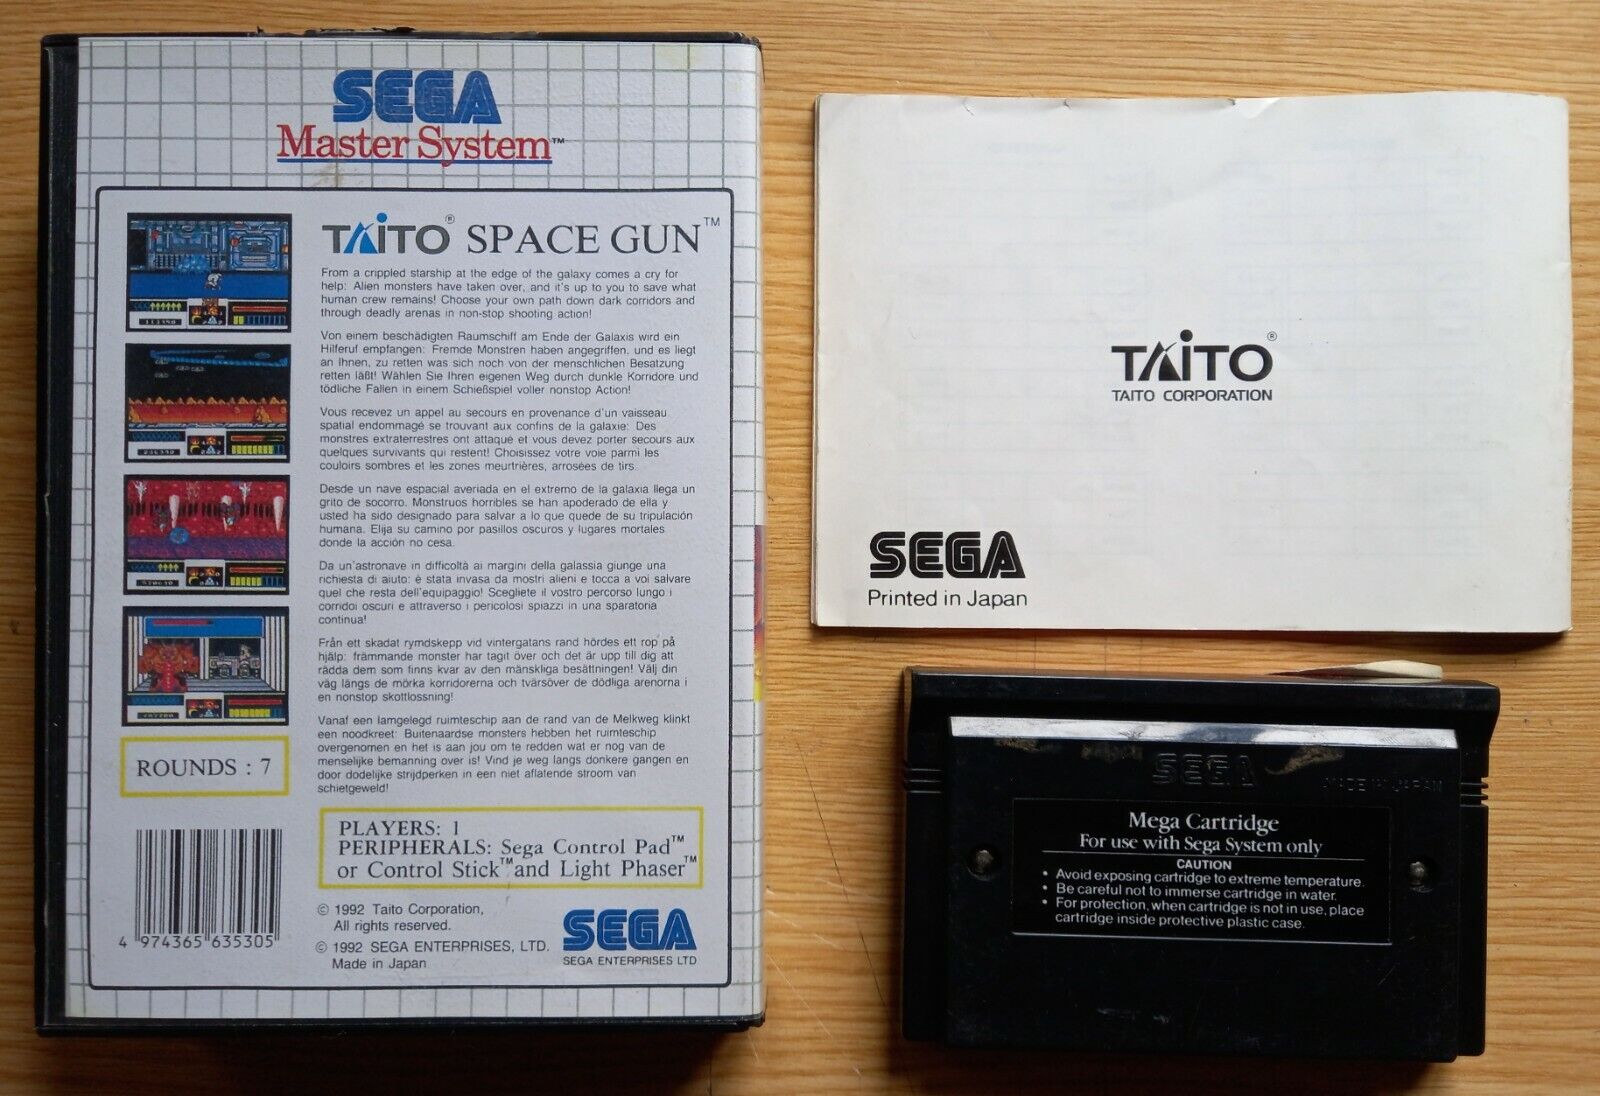 SEGA
Master System™
TAITO® SPACE GUN™
From a crippled starship at the edge of the galaxy comes a cry for
help: Alien monsters have taken over, and it's up to you to save what
human crew remains! Choose your own path down dark corridors and
through deadly arenas in non-stop shooting action!
Von einem beschädigten Raumschiff am Ende der Galaxis wird ein
Hilferuf empfangen: Fremde Monstren haben angegriffen, und es liegt
an Ihnen, zu retten was sich noch von der menschlichen Besatzung
retten läßt! Wählen Sie Ihren eigenen Weg durch dunkle Korridore und
tödliche Fallen in einem Schießspiel voller nonstop Action!
Vous recevez un appel au secours en provenance d'un vaisseau
spatial endommagé se trouvant aux confins de la galaxie: Des
monstres extraterrestres ont attaqué et vous devez porter secours aux
quelques survivants qui restent! Choisissez votre voie parmi les
couloirs sombres et les zones meurtrières, arrosées de tirs.
Desde un nave espacial averiada en el extremo de la galaxia llega un
grito de socorro. Monstruos horribles se han apoderado de ella y
usted ha sido designado para salvar a lo que quede de su tripulación
humana. Elija su camino por pasillos oscuros y lugares mortales
donde la acción no cesa.
Da un'astronave in difficoltà ai margini della galassia giunge una
richiesta di aiuto: è stata invasa da mostri alieni e tocca a voi salvare
quel che resta dell'equipaggio! Scegliete il vostro percorso lungo i
corridoi oscuri e attraverso i pericolosi spiazzi in una sparatoria
continua!
Från ett skadat rymdskepp vid vintergatans rand hördes ett rop på
hjälp: främmande monster har tagit över och det är upp till dig att
rädda dem som finns kvar av den mänskliga besättningen! Välj din
väg längs de mörka korridorerna och tvärsöver de dödliga arenorna i
en nonstop skottlossning!
Vanaf een lamgelegd ruimteschip aan de rand van de Melkweg klinkt
een noodkreet: Buitenaardse monsters hebben het ruimteschip
overgenomen en het is aan jou om te redden wat er nog van de
menselijke bemanning over is! Vind je weg langs donkere gangen en
door dodelijke strijdperken in een niet aflatende stroom van
schietgeweld!
ROUNDS : 7
PLAYERS: 1
PERIPHERALS: Sega Control Pad™
or Control Stick™ and Light Phaser™
4 974365 635305
© 1992 Taito Corporation,
All rights reserved.
© 1992 SEGA ENTERPRISES, LTD.
Made in Japan
SEGA
SEGA ENTERPRISES LTD
TAITO®
TAITO CORPORATION
SEGA
Printed in Japan
SEGA
MADE IN JAPAN
Mega Cartridge
For use with Sega System only
CAUTION
• Avoid exposing cartridge to extreme temperature.
• Be careful not to immerse cartridge in water.
• For protection, when cartridge is not in use, place
cartridge inside protective plastic case.